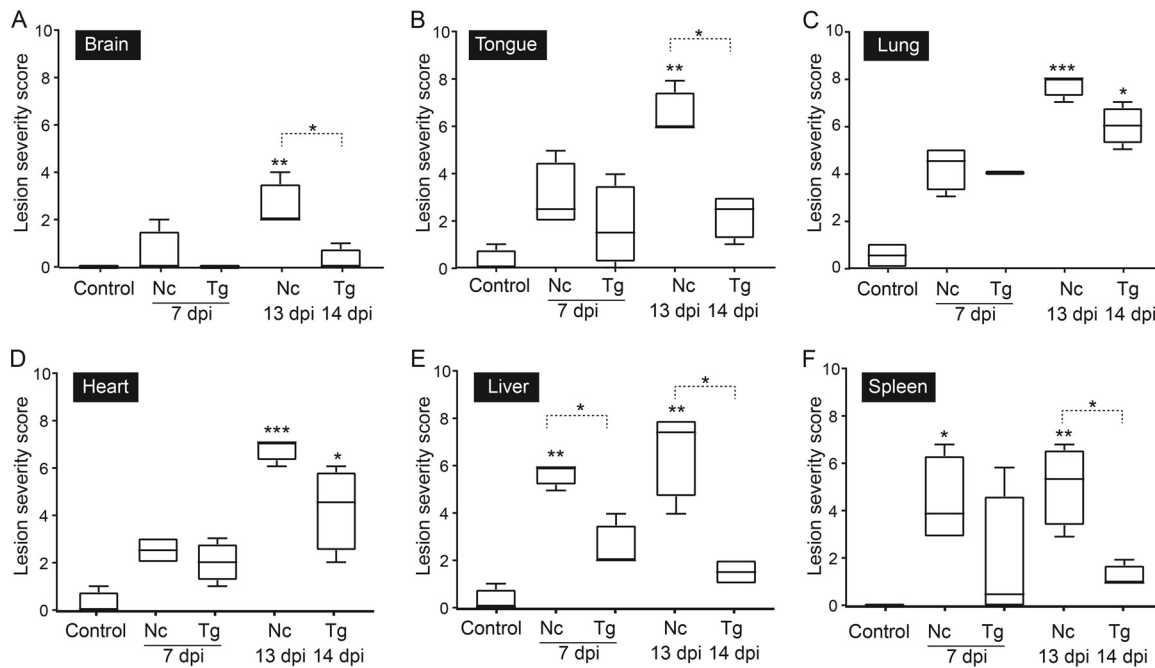 A
Brain
Lesion severity score
10
8
6
4
2
0
**
*
Control Nc Tg Nc Tg
7 dpi 13 dpi 14 dpi
B
Tongue
Lesion severity score
10
8
6
4
2
0
**
*
Control Nc Tg Nc Tg
7 dpi 13 dpi 14 dpi
C
Lung
Lesion severity score
10
8
6
4
2
0
***
*
Control Nc Tg Nc Tg
7 dpi 13 dpi 14 dpi
D
Heart
Lesion severity score
10
8
6
4
2
0
***
*
Control Nc Tg Nc Tg
7 dpi 13 dpi 14 dpi
E
Liver
Lesion severity score
10
8
6
4
2
0
**
*
**
*
Control Nc Tg Nc Tg
7 dpi 13 dpi 14 dpi
F
Spleen
Lesion severity score
10
8
6
4
2
0
*
**
*
Control Nc Tg Nc Tg
7 dpi 13 dpi 14 dpi